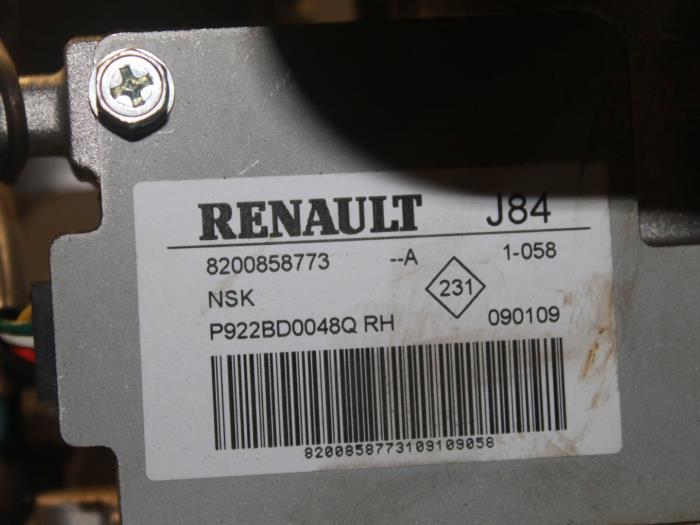 RENAULT J84
8200858773 --A 1-058
NSK 231
P922BD0048Q RH 090109
8200858773109109058